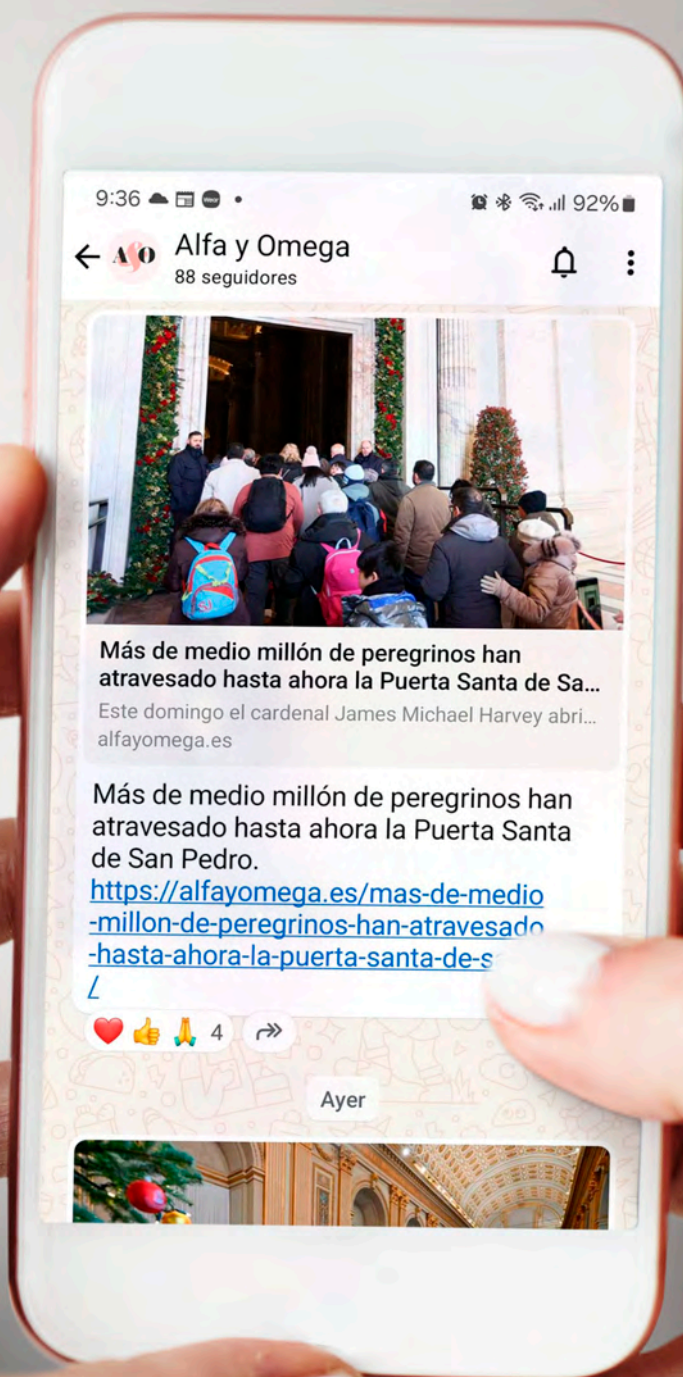 9:36
92%
AYO
Alfa y Omega
88 seguidores
Más de medio millón de peregrinos han
atravesado hasta ahora la Puerta Santa de Sa...
Este domingo el cardenal James Michael Harvey abri...
alfayomega.es
Más de medio millón de peregrinos han
atravesado hasta ahora la Puerta Santa
de San Pedro.
https://alfayomega.es/mas-de-medio
-millon-de-peregrinos-han-atravesado
-hasta-ahora-la-puerta-santa-de-s
/
4
Ayer